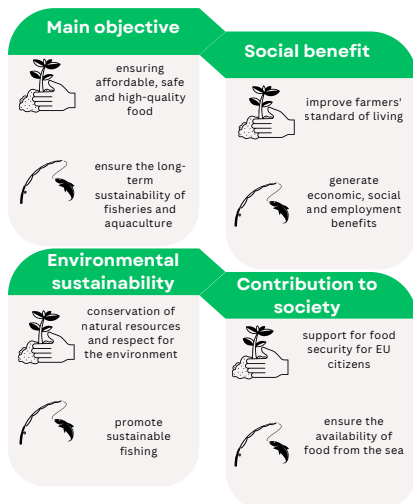 Main objective
ensuring
affordable, safe
and high-quality
food
ensure the long-
term
sustainability of
fisheries and
aquaculture
Social benefit
improve farmers'
standard of living
generate
economic, social
and employment
benefits
Environmental
sustainability
conservation of
natural resources
and respect for
the environment
promote
sustainable
fishing
Contribution to
society
support for food
security for EU
citizens
ensure the
availability of
food from the sea